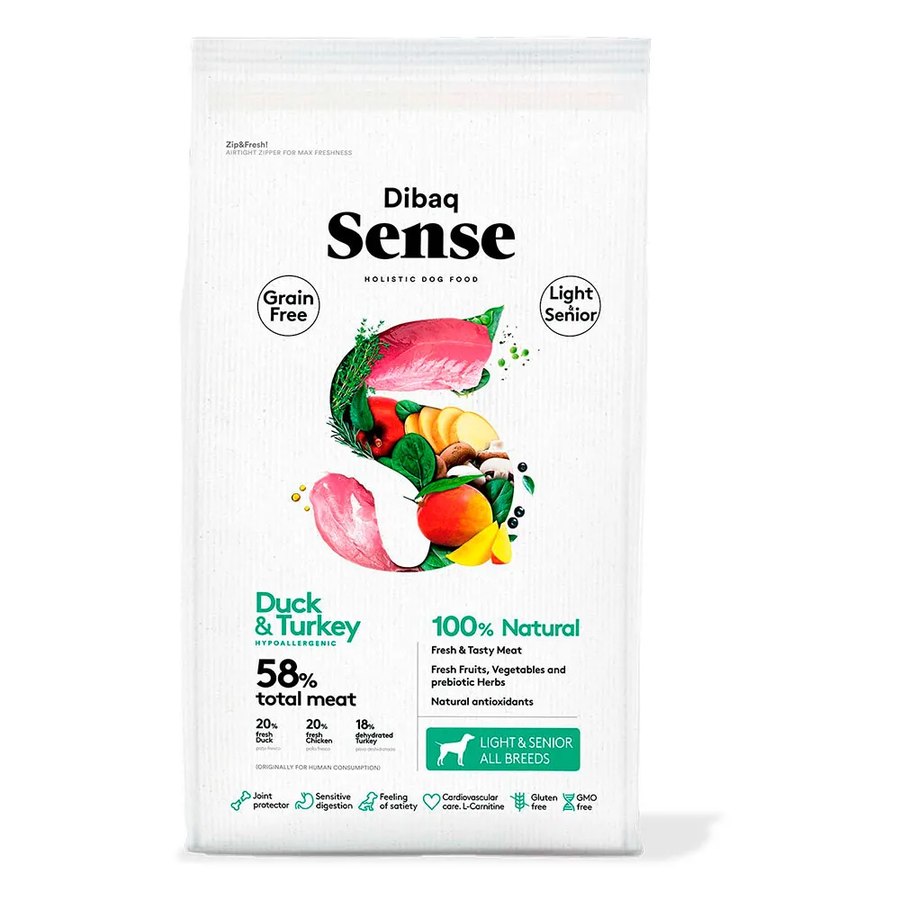 Zip&Fresh!
AIRTIGHT ZIPPER FOR MAX FRESHNESS
Dibaq
Sense
HOLISTIC DOG FOOD
Grain
Free
Light
&
Senior
Duck
& Turkey
HYPOALLERGENIC
58%
total meat
20%
fresh
Duck
20%
fresh
Chicken
18%
dehydrated
Turkey
(ORIGINALLY FOR HUMAN CONSUMPTION)
100% Natural
Fresh & Tasty Meat
Fresh Fruits, Vegetables and
prebiotic Herbs
Natural antioxidants
LIGHT & SENIOR
ALL BREEDS
Joint
protector
Sensitive
digestion
Feeling
of satiety
Cardiovascular
care. L-Carnitine
Gluten
free
GMO
free